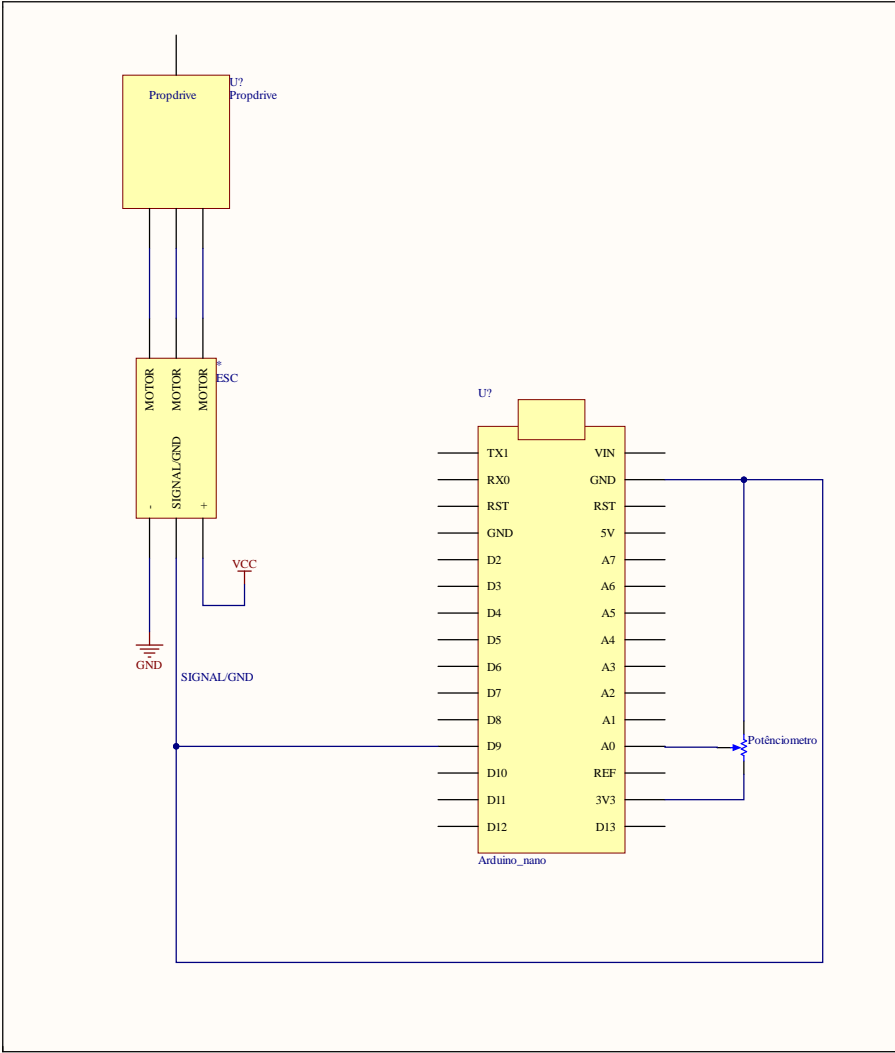 U?
Propdrive
Propdrive
MOTOR
MOTOR
MOTOR
*
ESC
-
SIGNAL/GND
+
VCC
GND
SIGNAL/GND
U?
TX1
VIN
RX0
GND
RST
RST
GND
5V
D2
A7
D3
A6
D4
A5
D5
A4
D6
A3
D7
A2
D8
A1
D9
A0
Potênciometro
D10
REF
D11
3V3
D12
D13
Arduino_nano